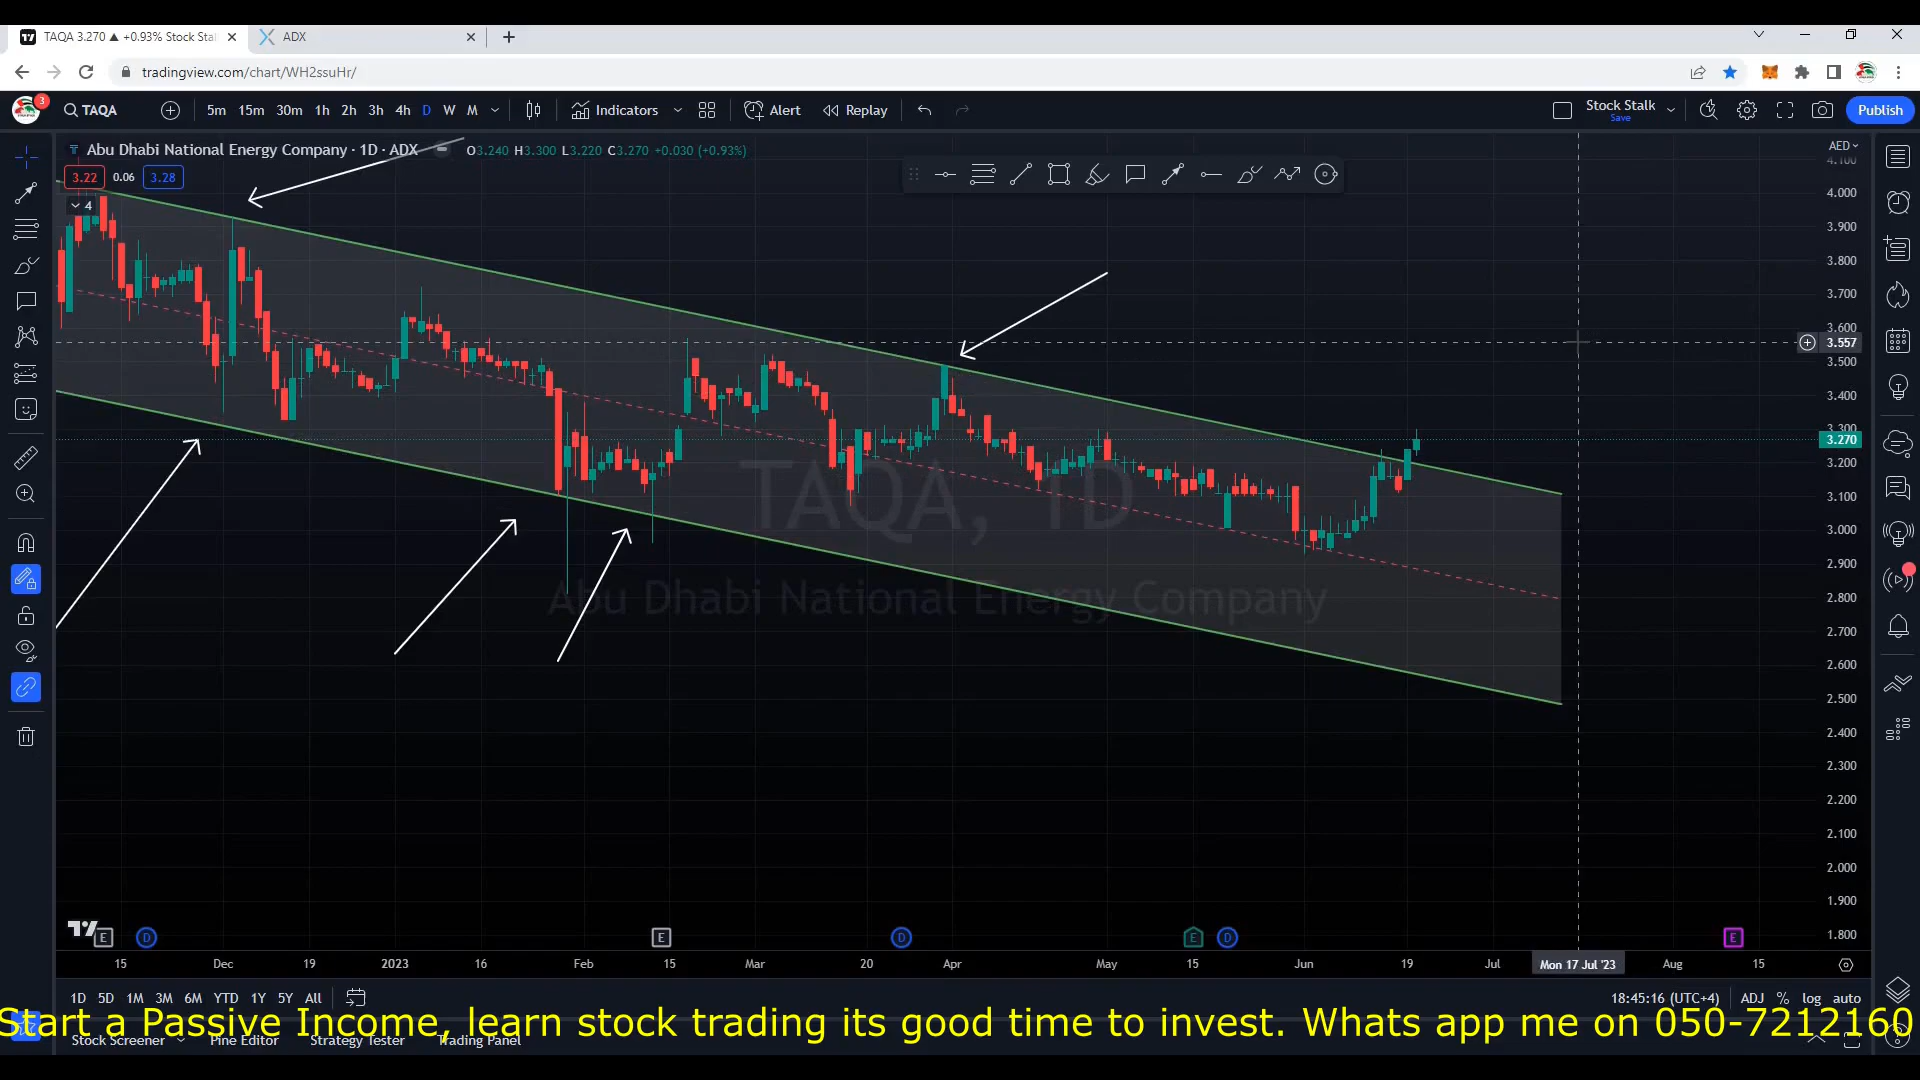 TAQA 3.270 ▲ +0.93% Stock Stal
ADX
tradingview.com/chart/WH2ssuHr/
3
TAQA
5m 15m 30m 1h 2h 3h 4h D W M
Indicators
Alert
Replay
Stock Stalk
Save
Publish
Abu Dhabi National Energy Company · 1D · ADX
O3.240 H3.300 L3.220 C3.270 +0.030 (+0.93%)
AED
3.22 0.06 3.28
4
4.100
4.000
3.900
3.800
3.700
3.600
3.557
3.500
3.400
3.300
3.270
3.200
3.100
3.000
2.900
2.800
2.700
2.600
2.500
2.400
2.300
2.200
2.100
2.000
1.900
1.800
TAQA, 1D
Abu Dhabi National Energy Company
E D E D E D E
15 Dec 19 2023 16 Feb 15 Mar 20 Apr May 15 Jun 19 Jul Mon 17 Jul '23 Aug 15
1D 5D 1M 3M 6M YTD 1Y 5Y All
18:45:16 (UTC+4) ADJ % log auto
Start a Passive Income, learn stock trading its good time to invest. Whats app me on 050-7212160
Stock Screener Pine Editor Strategy Tester Trading Panel